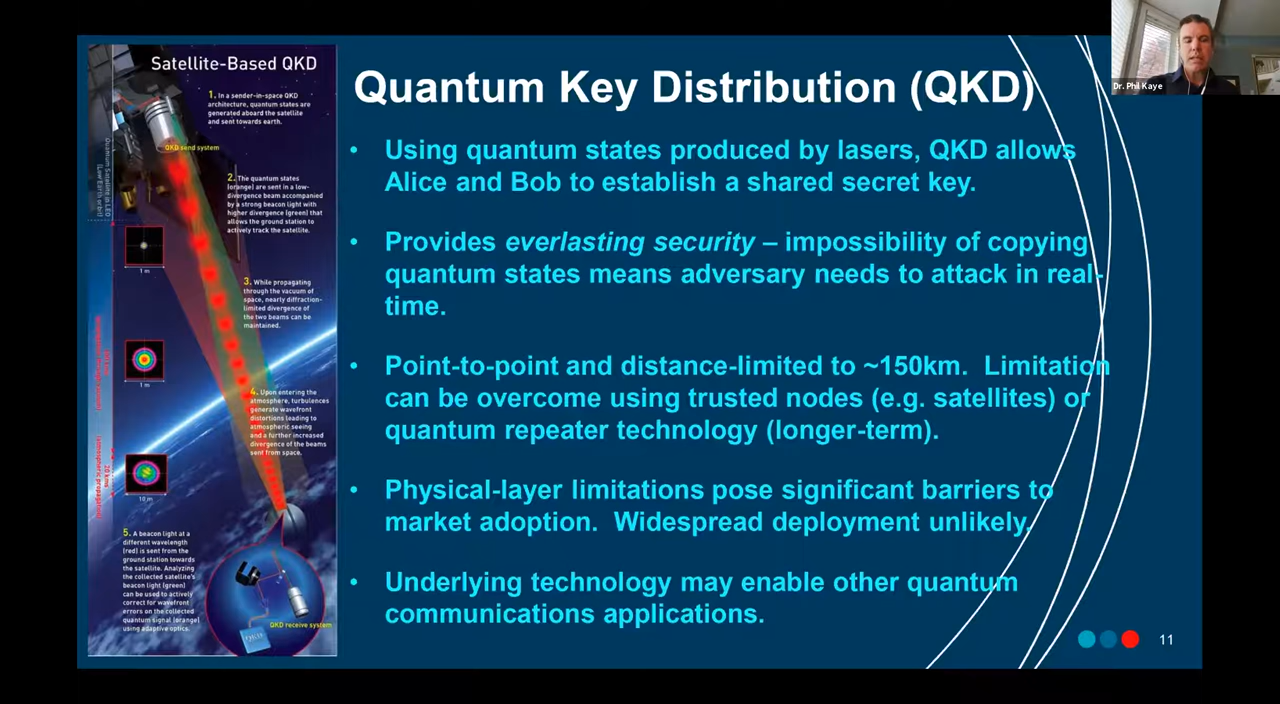 Satellite-Based QKD
1. In a sender-in-space QKD
architecture, quantum states are
generated aboard the satellite
and sent towards earth.
QKD send system
Quantum Satellite in LEO
(Low Earth orbit)
2. The quantum states
(orange) are sent in a low-
divergence beam accompanied
by a strong beacon light with
higher divergence (green) that
allows the ground station to
actively track the satellite.
1 m
3. While propagating
through the vacuum of
space, nearly diffraction-
limited divergence of
the two beams can be
maintained.
1 m
4. Upon entering the
atmosphere, turbulences
generate wavefront
distortions leading to
atmospheric seeing
and a further increased
divergence of the beams
sent from space.
10 m
5. A beacon light at a
different wavelength
(red) is sent from the
ground station towards
the satellite. Analyzing
the collected satellite's
beacon light (green)
can be used to actively
correct for wavefront
errors on the collected
quantum signal (orange)
using adaptive optics.
QKD receive system
Quantum Key Distribution (QKD)
• Using quantum states produced by lasers, QKD allows
Alice and Bob to establish a shared secret key.
• Provides everlasting security – impossibility of copying
quantum states means adversary needs to attack in real-
time.
• Point-to-point and distance-limited to ~150km. Limitation
can be overcome using trusted nodes (e.g. satellites) or
quantum repeater technology (longer-term).
• Physical-layer limitations pose significant barriers to
market adoption. Widespread deployment unlikely.
• Underlying technology may enable other quantum
communications applications.
11
Dr. Phil Kaye